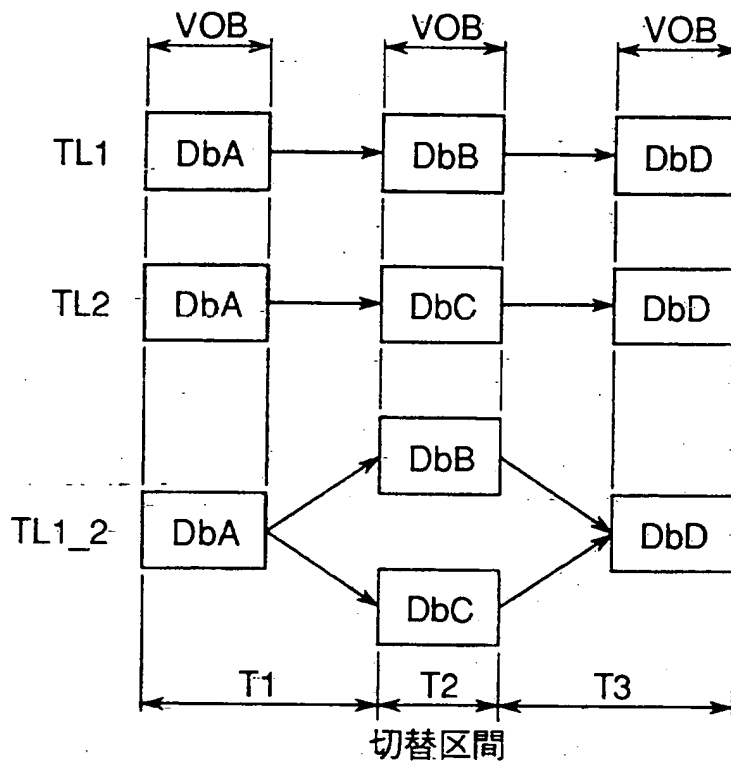 VOB VOB VOB
TL1 DbA DbB DbD
TL2 DbA DbC DbD
DbB
TL1_2 DbA DbD
DbC
T1 T2 T3
切替区間